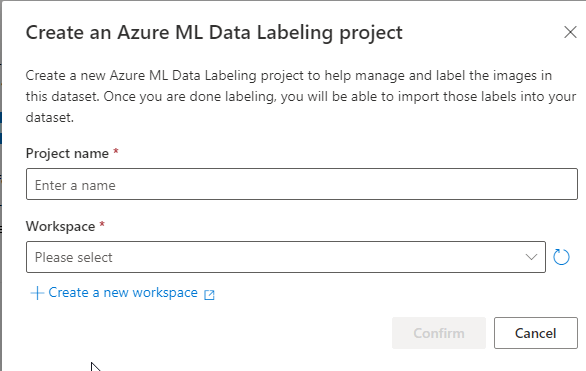 Create an Azure ML Data Labeling project
Create a new Azure ML Data Labeling project to help manage and label the images in
this dataset. Once you are done labeling, you will be able to import those labels into your
dataset.
Project name *
Enter a name
Workspace *
Please select
Create a new workspace
Confirm Cancel